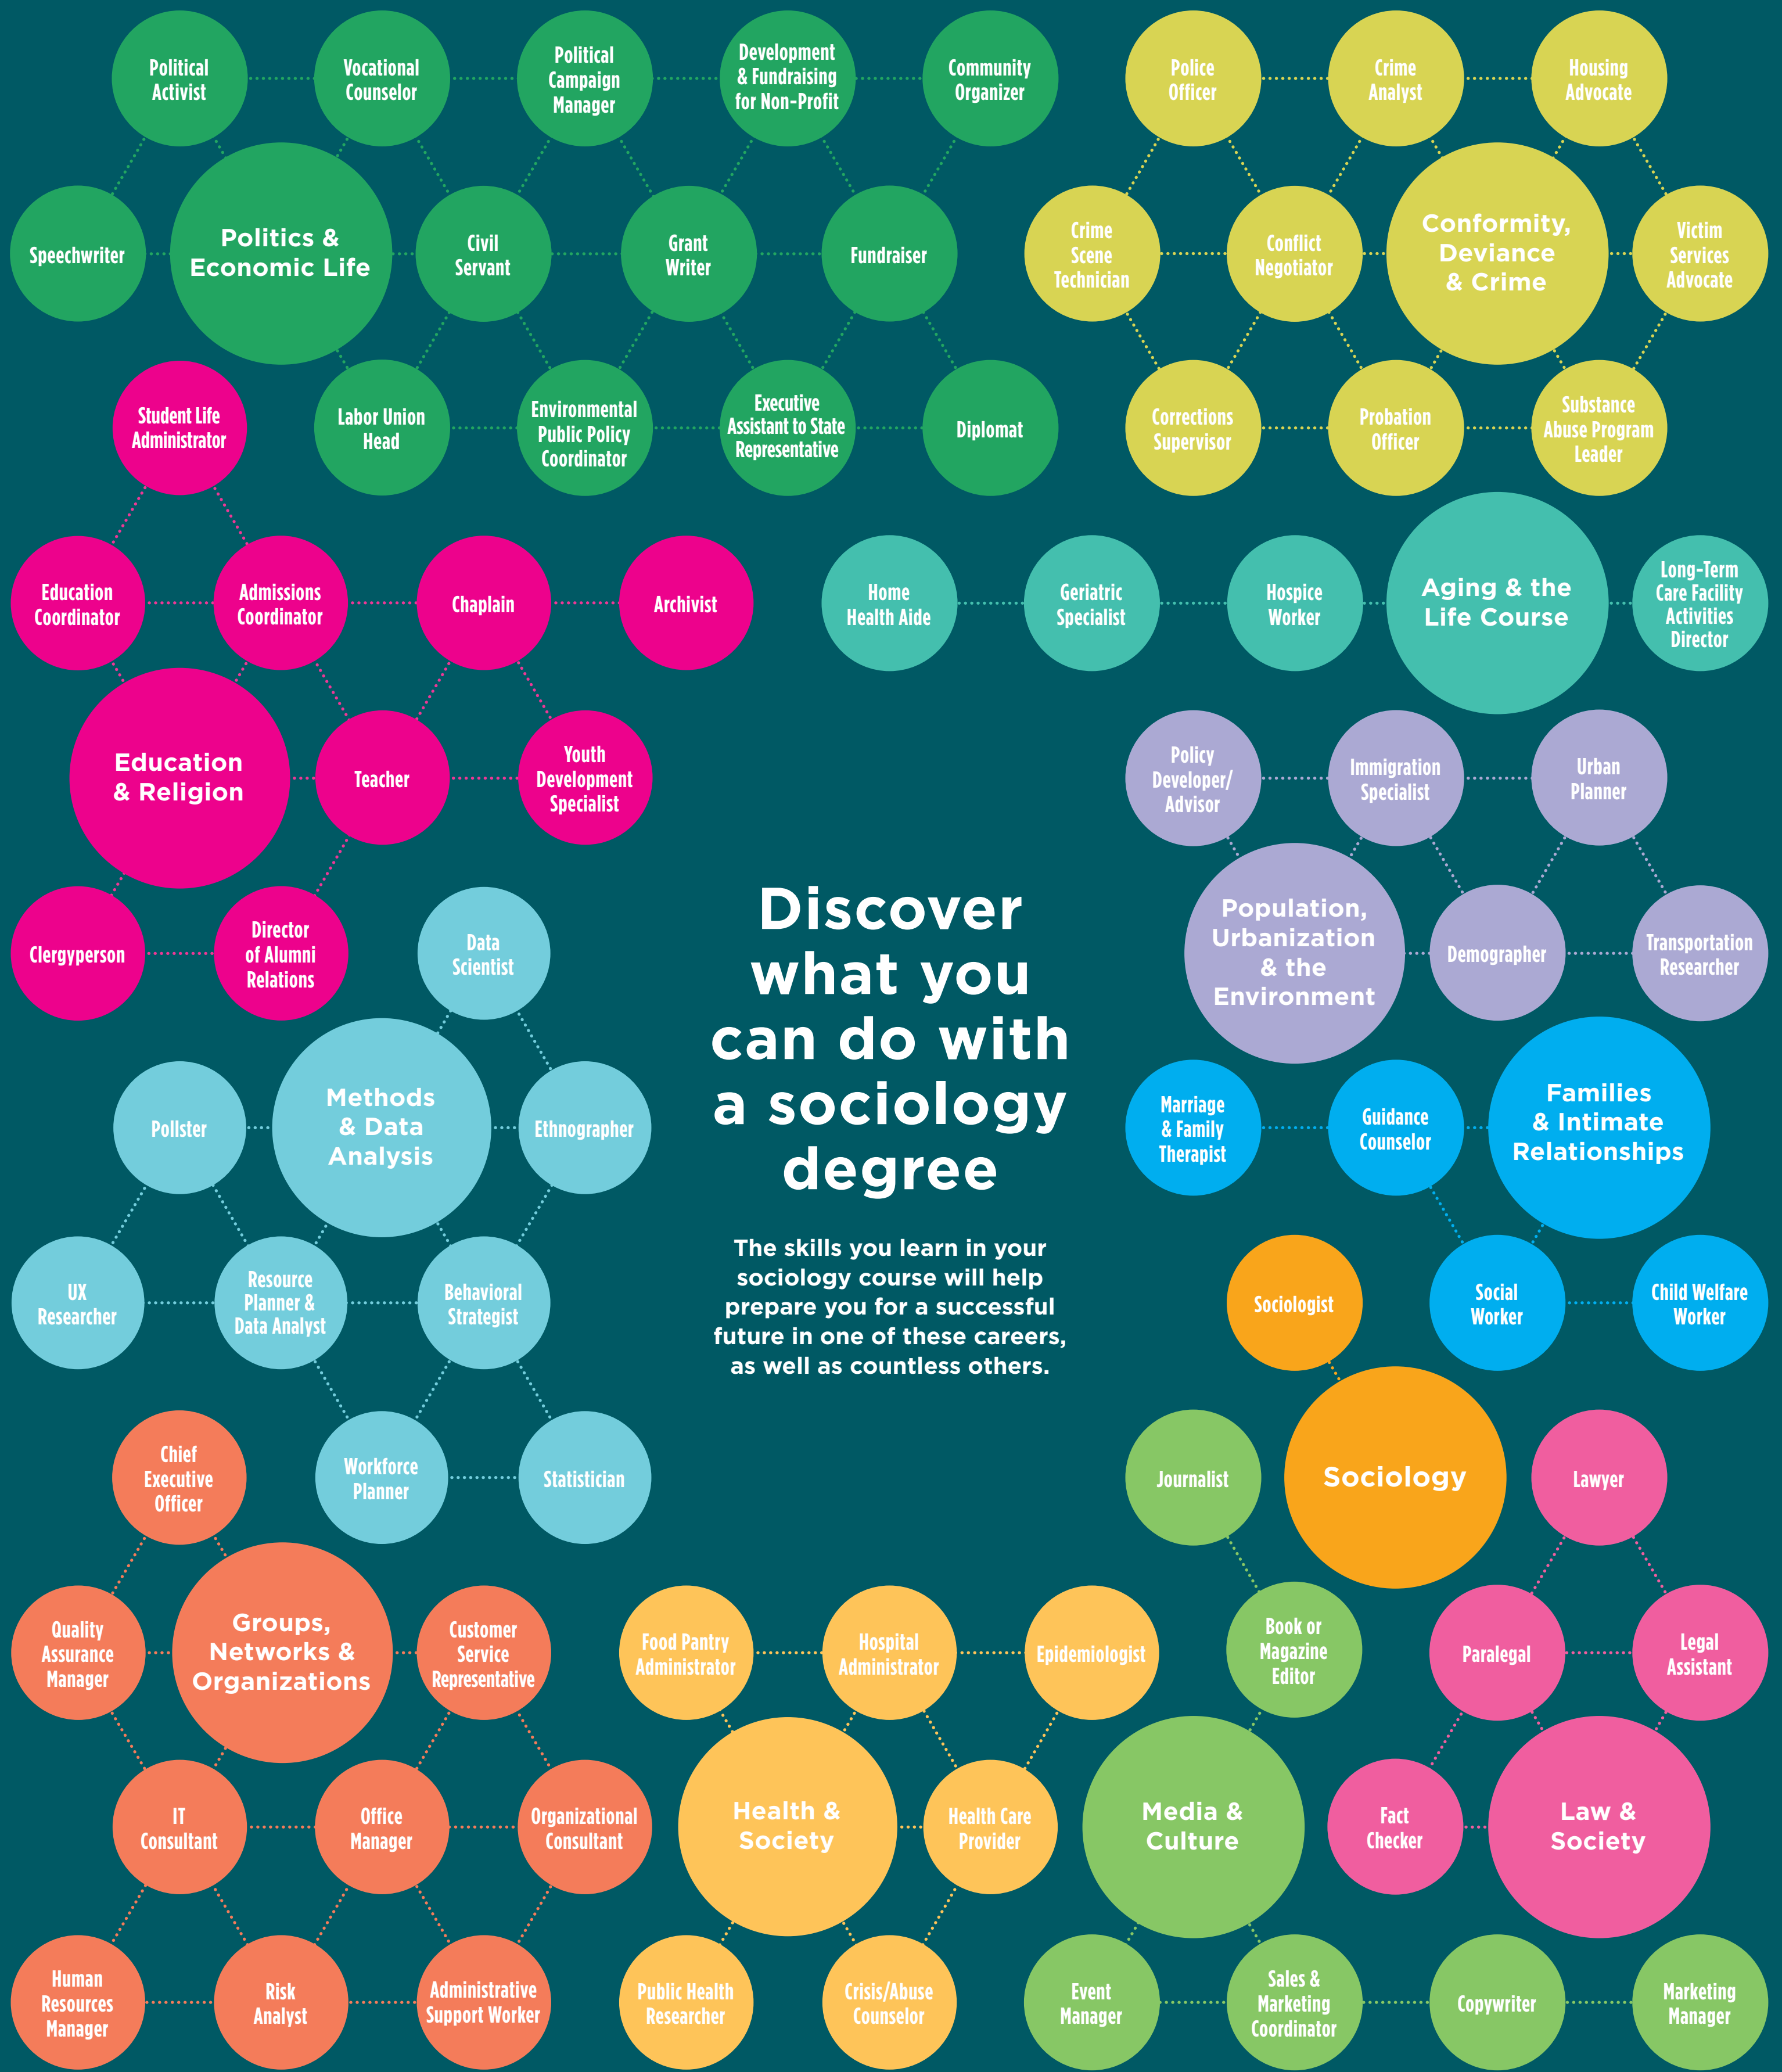 Political
Activist
Vocational
Counselor
Political
Campaign
Manager
Development
& Fundraising
for Non-Profit
Community
Organizer
Speechwriter
Politics &
Economic Life
Civil
Servant
Grant
Writer
Fundraiser
Labor Union
Head
Environmental
Public Policy
Coordinator
Executive
Assistant to State
Representative
Diplomat
Police
Officer
Crime
Analyst
Housing
Advocate
Crime
Scene
Technician
Conflict
Negotiator
Conformity,
Deviance
& Crime
Victim
Services
Advocate
Corrections
Supervisor
Probation
Officer
Substance
Abuse Program
Leader
Student Life
Administrator
Education
Coordinator
Admissions
Coordinator
Chaplain
Archivist
Education
& Religion
Teacher
Youth
Development
Specialist
Clergyperson
Director
of Alumni
Relations
Home
Health Aide
Geriatric
Specialist
Hospice
Worker
Aging & the
Life Course
Long-Term
Care Facility
Activities
Director
Policy
Developer/
Advisor
Immigration
Specialist
Urban
Planner
Population,
Urbanization
& the
Environment
Demographer
Transportation
Researcher
Discover
what you
can do with
a sociology
degree
The skills you learn in your
sociology course will help
prepare you for a successful
future in one of these careers,
as well as countless others.
Data
Scientist
Pollster
Methods
& Data
Analysis
Ethnographer
UX
Researcher
Resource
Planner &
Data Analyst
Behavioral
Strategist
Workforce
Planner
Statistician
Marriage
& Family
Therapist
Guidance
Counselor
Families
& Intimate
Relationships
Social
Worker
Child Welfare
Worker
Sociologist
Sociology
Chief
Executive
Officer
Quality
Assurance
Manager
Groups,
Networks &
Organizations
Customer
Service
Representative
IT
Consultant
Office
Manager
Organizational
Consultant
Human
Resources
Manager
Risk
Analyst
Administrative
Support Worker
Food Pantry
Administrator
Hospital
Administrator
Epidemiologist
Health &
Society
Health Care
Provider
Public Health
Researcher
Crisis/Abuse
Counselor
Journalist
Book or
Magazine
Editor
Media &
Culture
Event
Manager
Sales &
Marketing
Coordinator
Copywriter
Marketing
Manager
Lawyer
Paralegal
Legal
Assistant
Fact
Checker
Law &
Society